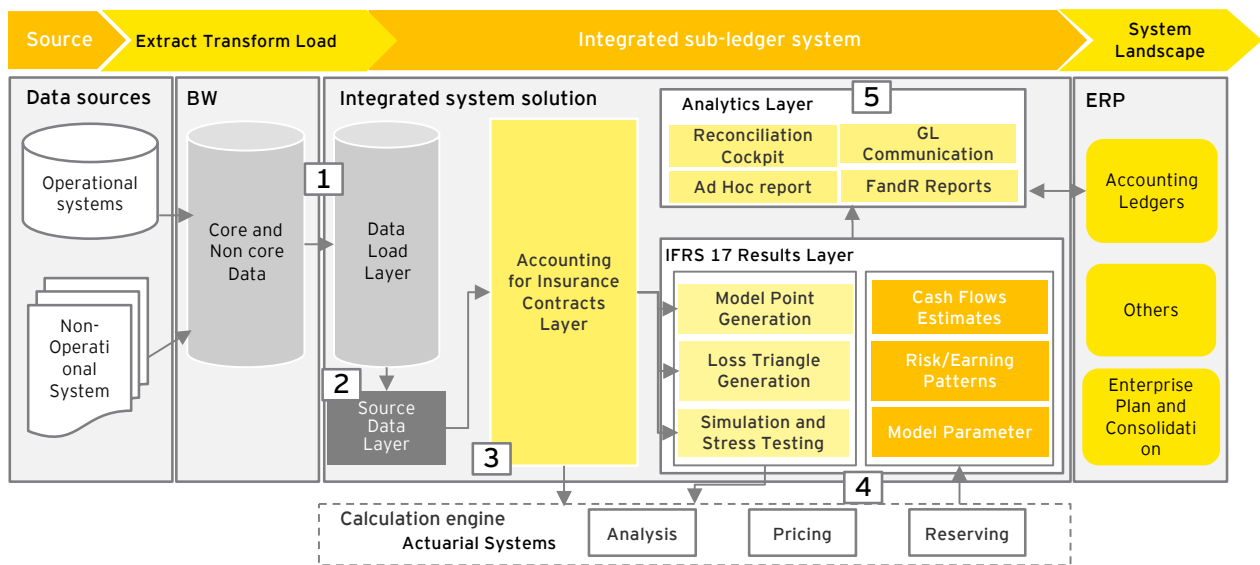 Source
Extract Transform Load
Integrated sub-ledger system
System
Landscape
Data sources
BW
Integrated system solution
Analytics Layer
5
ERP
Operational
systems
Non-
Operati
onal
System
Core and
Non core
Data
1
Data
Load
Layer
2
Source
Data
Layer
Accounting
for Insurance
Contracts
Layer
3
Reconciliation
Cockpit
GL
Communication
Ad Hoc report
FandR Reports
IFRS 17 Results Layer
Model Point
Generation
Loss Triangle
Generation
Simulation and
Stress Testing
Cash Flows
Estimates
Risk/Earning
Patterns
Model Parameter
4
Accounting
Ledgers
Others
Enterprise
Plan and
Consolidati
on
Calculation engine
Actuarial Systems
Analysis
Pricing
Reserving